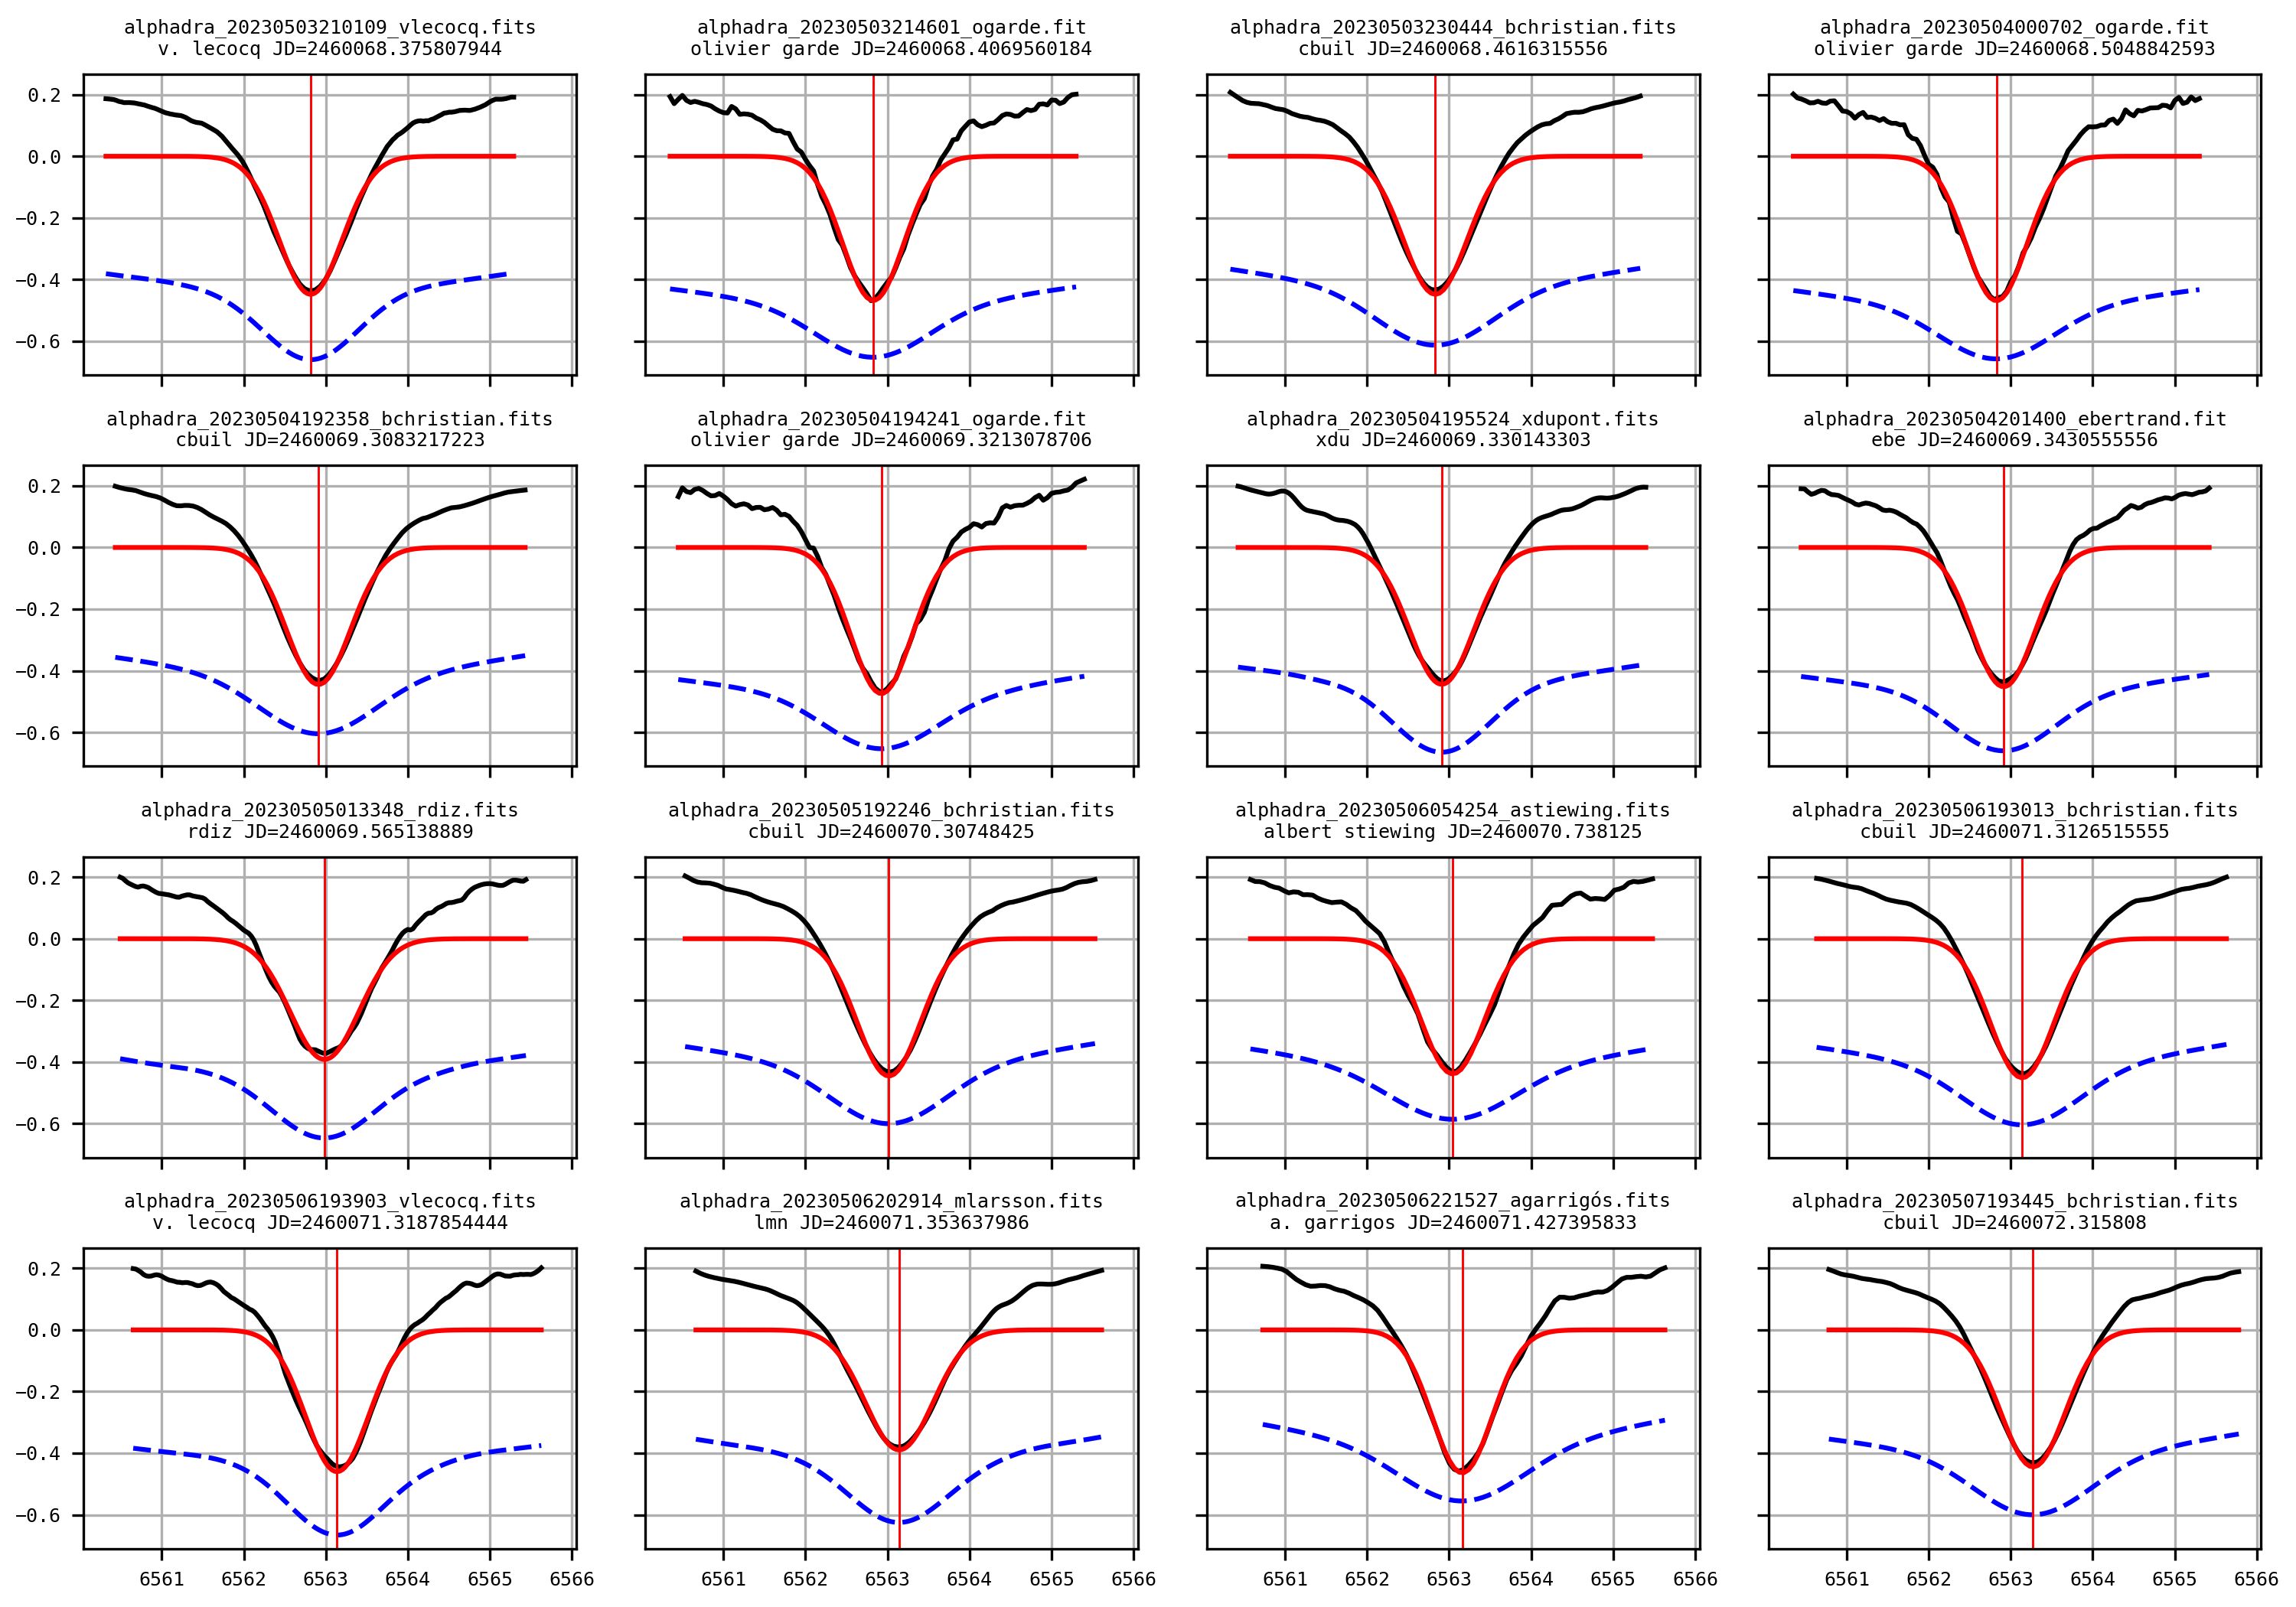 alphadra_20230503210109_vlecocq.fits
v. lecocq JD=2460068.375807944
alphadra_20230503214601_ogarde.fit
olivier garde JD=2460068.4069560184
alphadra_20230503230444_bchristian.fits
cbuil JD=2460068.4616315556
alphadra_20230504000702_ogarde.fit
olivier garde JD=2460068.5048842593
0.2
0.0
−0.2
−0.4
−0.6
alphadra_20230504192358_bchristian.fits
cbuil JD=2460069.3083217223
alphadra_20230504194241_ogarde.fit
olivier garde JD=2460069.3213078706
alphadra_20230504195524_xdupont.fits
xdu JD=2460069.330143303
alphadra_20230504201400_ebertrand.fit
ebe JD=2460069.3430555556
0.2
0.0
−0.2
−0.4
−0.6
alphadra_20230505013348_rdiz.fits
rdiz JD=2460069.565138889
alphadra_20230505192246_bchristian.fits
cbuil JD=2460070.30748425
alphadra_20230506054254_astiewing.fits
albert stiewing JD=2460070.738125
alphadra_20230506193013_bchristian.fits
cbuil JD=2460071.3126515555
0.2
0.0
−0.2
−0.4
−0.6
alphadra_20230506193903_vlecocq.fits
v. lecocq JD=2460071.3187854444
alphadra_20230506202914_mlarsson.fits
lmn JD=2460071.353637986
alphadra_20230506221527_agarrigós.fits
a. garrigos JD=2460071.427395833
alphadra_20230507193445_bchristian.fits
cbuil JD=2460072.315808
0.2
0.0
−0.2
−0.4
−0.6
6561 6562 6563 6564 6565 6566
6561 6562 6563 6564 6565 6566
6561 6562 6563 6564 6565 6566
6561 6562 6563 6564 6565 6566